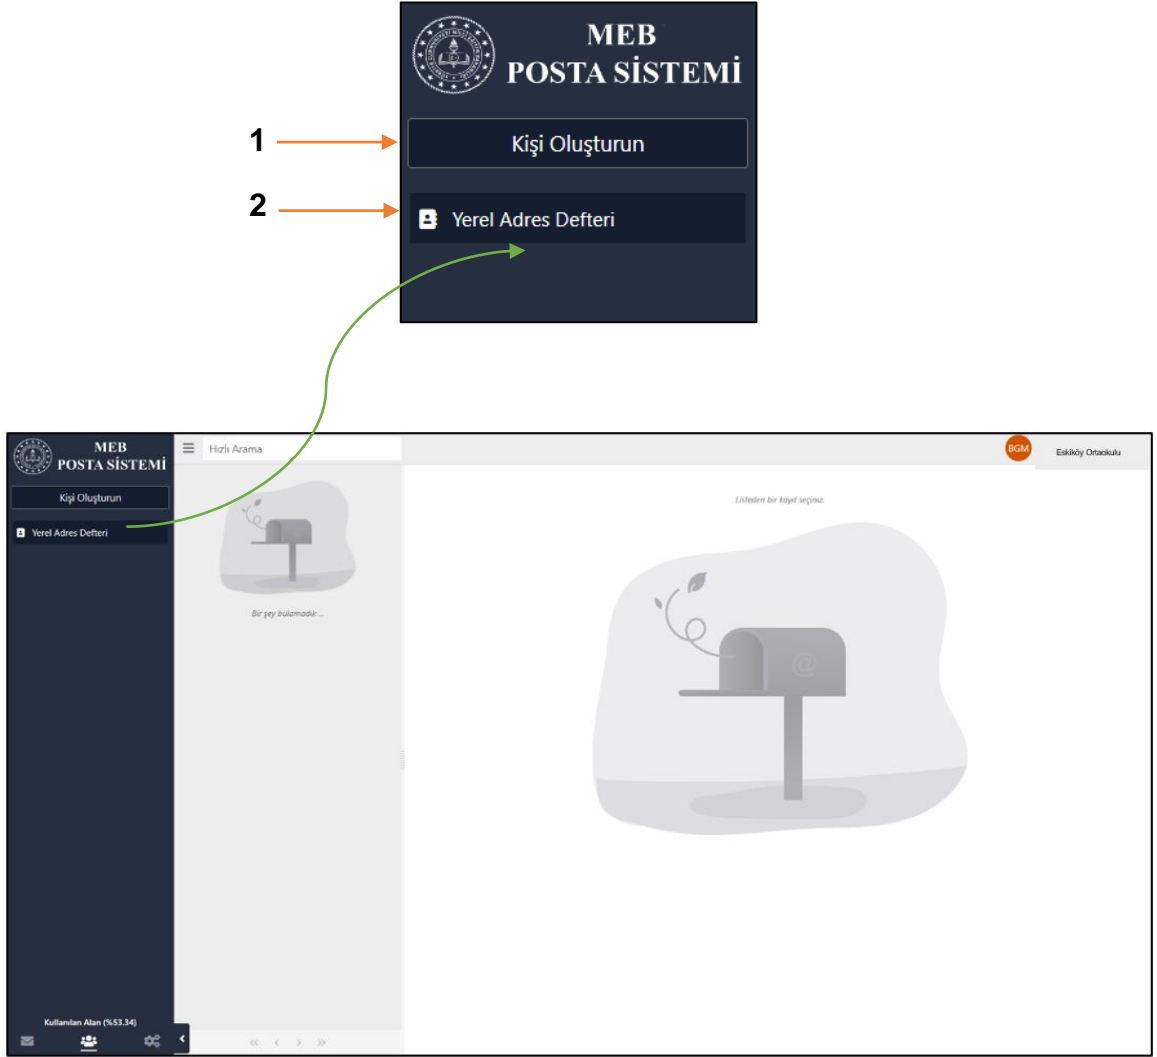 MEB
POSTA SİSTEMİ
1
Kişi Oluşturun
2
Yerel Adres Defteri
MEB
POSTA SİSTEMİ
Hızlı Arama
BGM
Eskiköy Ortaokulu
Kişi Oluşturun
Listeden bir kayıt seçiniz.
Yerel Adres Defteri
@
Bir şey bulamadık ...
Kullanılan Alan (%53.34)